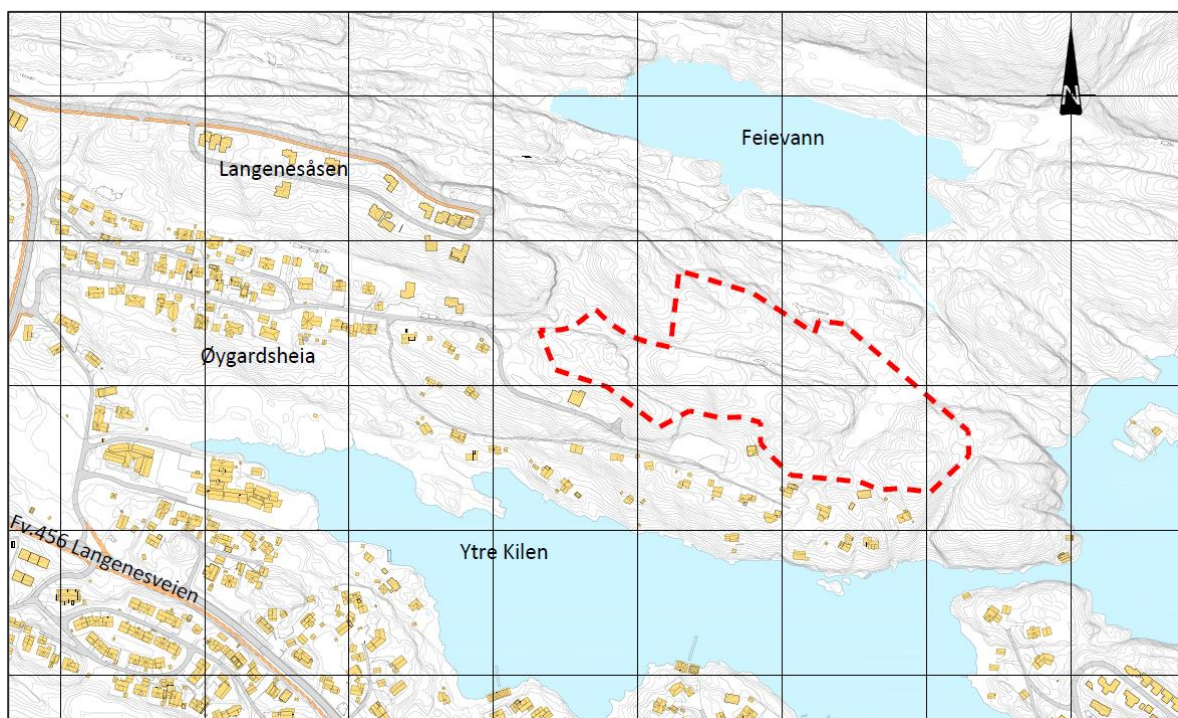 N
Feievann
Langenesåsen
Øygardsheia
Ytre Kilen
Fv.456 Langenesveien